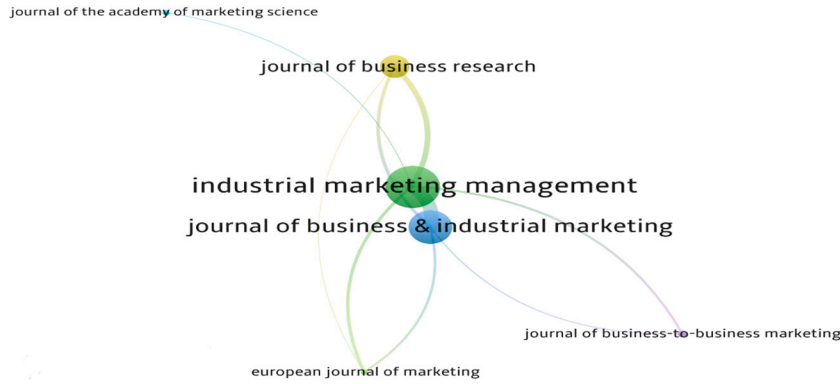 journal of the academy of marketing science
journal of business research
industrial marketing management
journal of business & industrial marketing
journal of business-to-business marketing
european journal of marketing